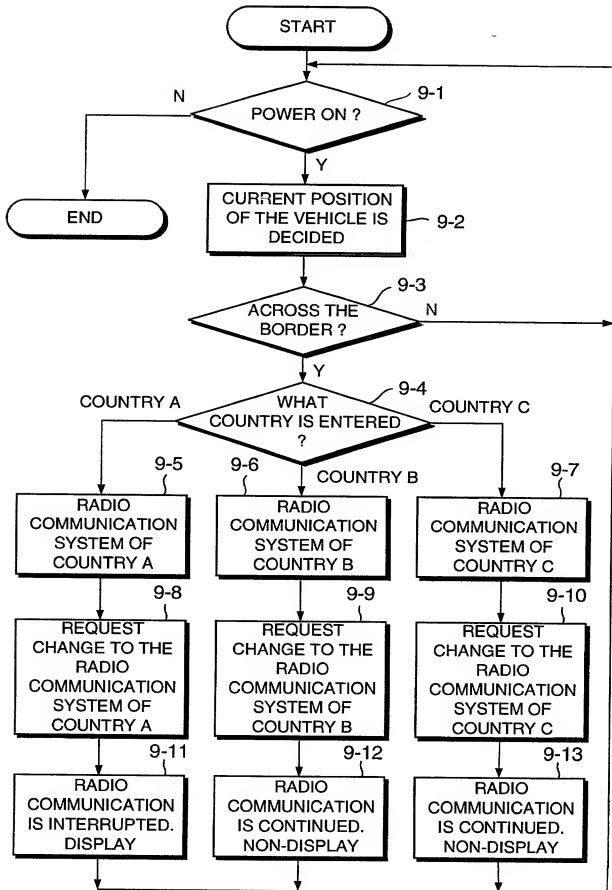 START
9-1
N
POWER ON ?
Y
END
CURRENT POSITION
OF THE VEHICLE IS
DECIDED
9-2
9-3
ACROSS THE
BORDER ?
N
Y
9-4
COUNTRY A
WHAT
COUNTRY IS ENTERED
?
COUNTRY C
COUNTRY B
9-5
RADIO
COMMUNICATION
SYSTEM OF
COUNTRY A
9-6
RADIO
COMMUNICATION
SYSTEM OF
COUNTRY B
9-7
RADIO
COMMUNICATION
SYSTEM OF
COUNTRY C
9-8
REQUEST
CHANGE TO THE
RADIO
COMMUNICATION
SYSTEM OF
COUNTRY A
9-9
REQUEST
CHANGE TO THE
RADIO
COMMUNICATION
SYSTEM OF
COUNTRY B
9-10
REQUEST
CHANGE TO THE
RADIO
COMMUNICATION
SYSTEM OF
COUNTRY C
9-11
RADIO
COMMUNICATION
IS INTERRUPTED.
DISPLAY
9-12
RADIO
COMMUNICATION
IS CONTINUED.
NON-DISPLAY
9-13
RADIO
COMMUNICATION
IS CONTINUED.
NON-DISPLAY